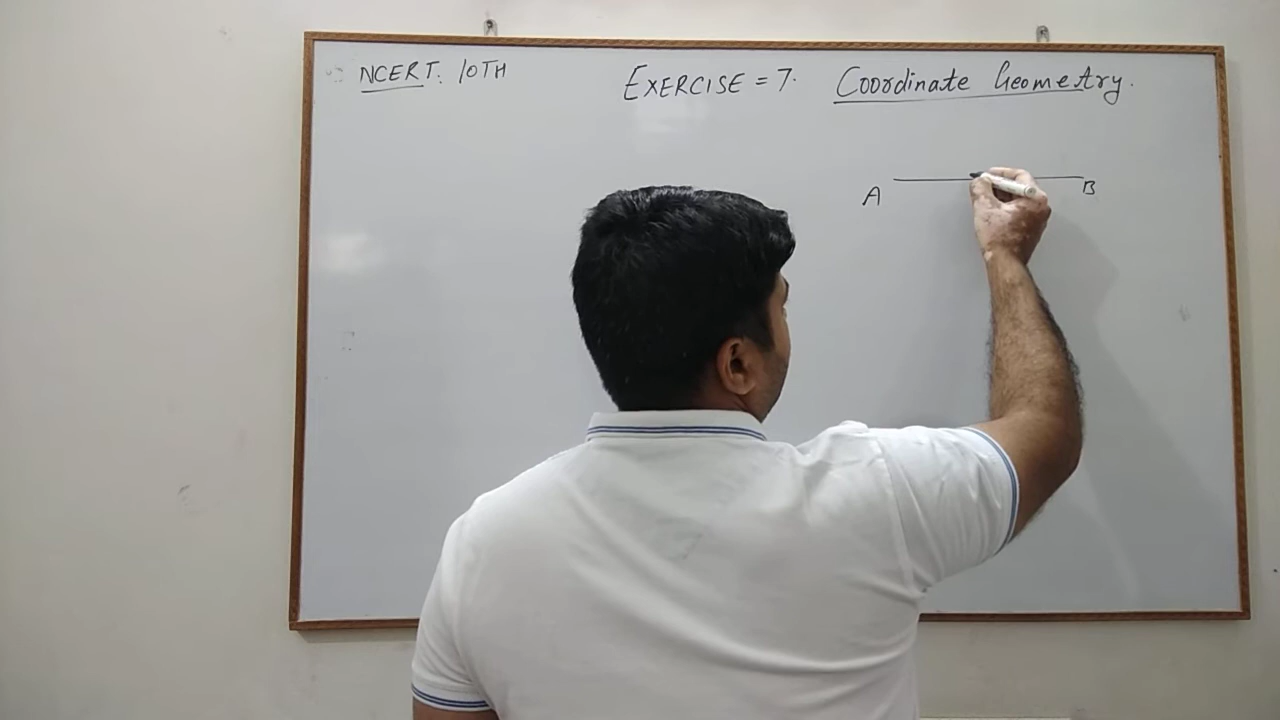 NCERT. 10TH
EXERCISE = 7. Coordinate Geometry.
A B